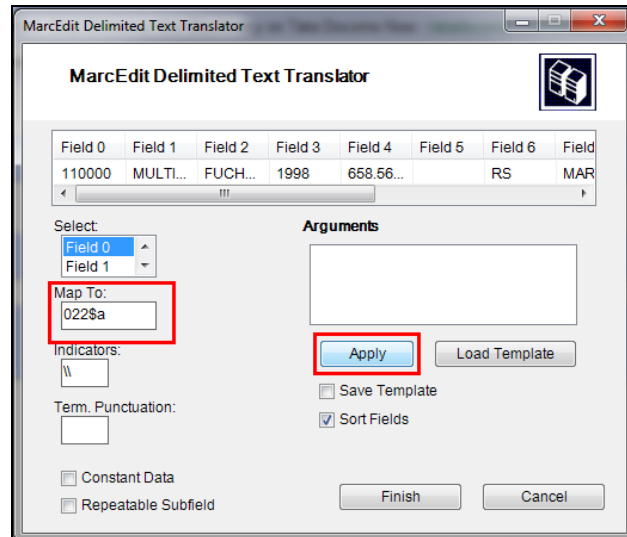 MarcEdit Delimited Text Translator
MarcEdit Delimited Text Translator
Field 0 Field 1 Field 2 Field 3 Field 4 Field 5 Field 6 Field
110000 MULTI... FUCH... 1998 658.56... RS MAR
Select:
Arguments
Field 0
Field 1
Map To:
022$a
Indicators:
\\
Apply
Load Template
Save Template
Term. Punctuation:
Sort Fields
Constant Data
Repeatable Subfield
Finish
Cancel